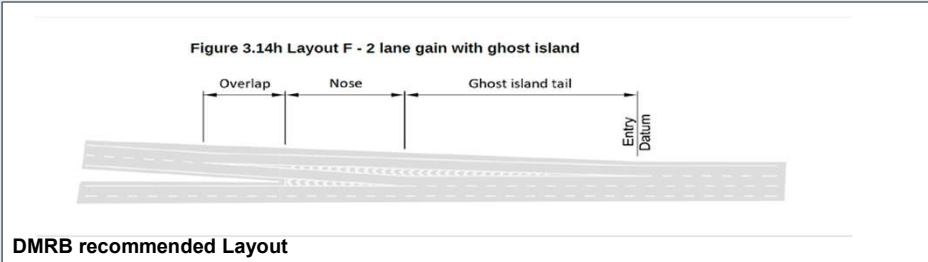 Figure 3.14h Layout F - 2 lane gain with ghost island
Overlap Nose Ghost island tail
Entry
Datum
DMRB recommended Layout